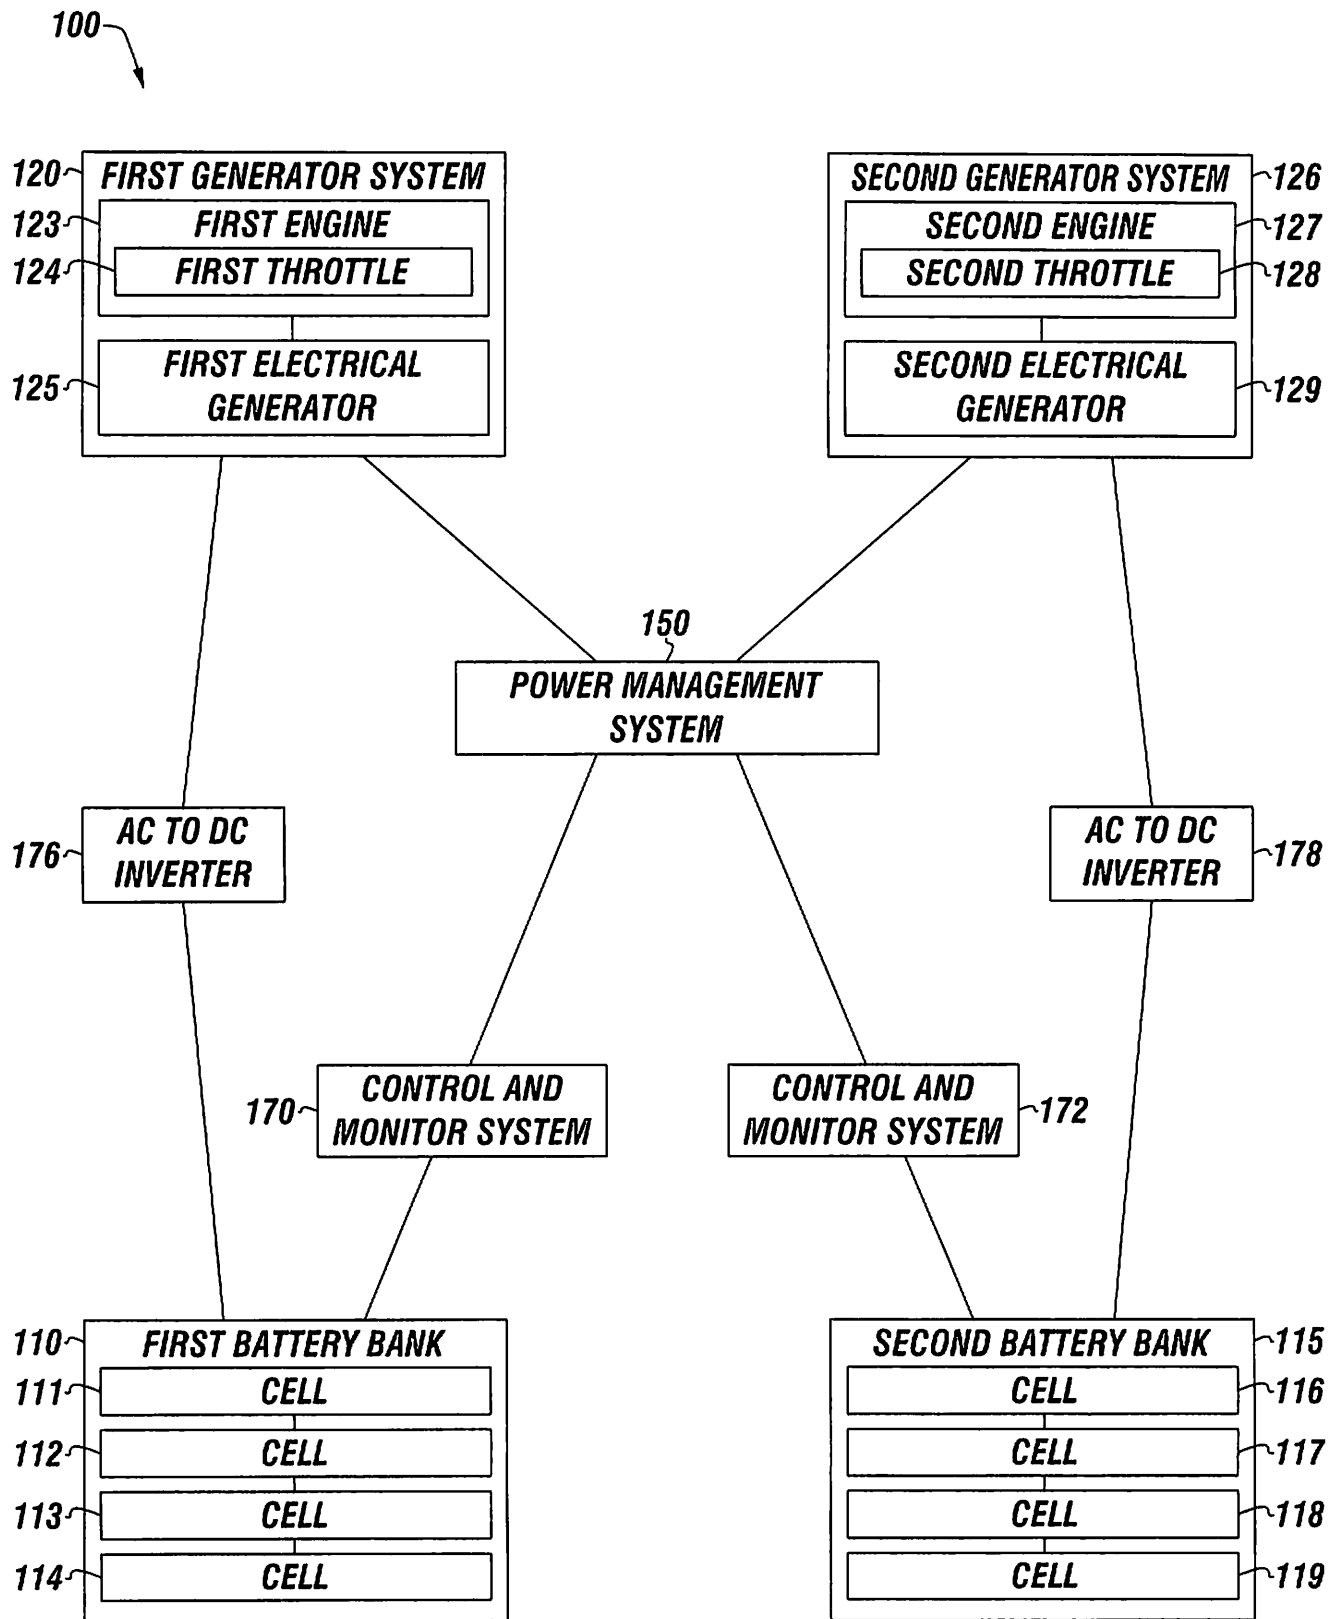 100
120
FIRST GENERATOR SYSTEM
123
FIRST ENGINE
124
FIRST THROTTLE
125
FIRST ELECTRICAL
GENERATOR
SECOND GENERATOR SYSTEM
126
SECOND ENGINE
127
SECOND THROTTLE
128
SECOND ELECTRICAL
GENERATOR
129
150
POWER MANAGEMENT
SYSTEM
176
AC TO DC
INVERTER
AC TO DC
INVERTER
178
170
CONTROL AND
MONITOR SYSTEM
CONTROL AND
MONITOR SYSTEM
172
110
FIRST BATTERY BANK
111
CELL
112
CELL
113
CELL
114
CELL
SECOND BATTERY BANK
115
CELL
116
CELL
117
CELL
118
CELL
119